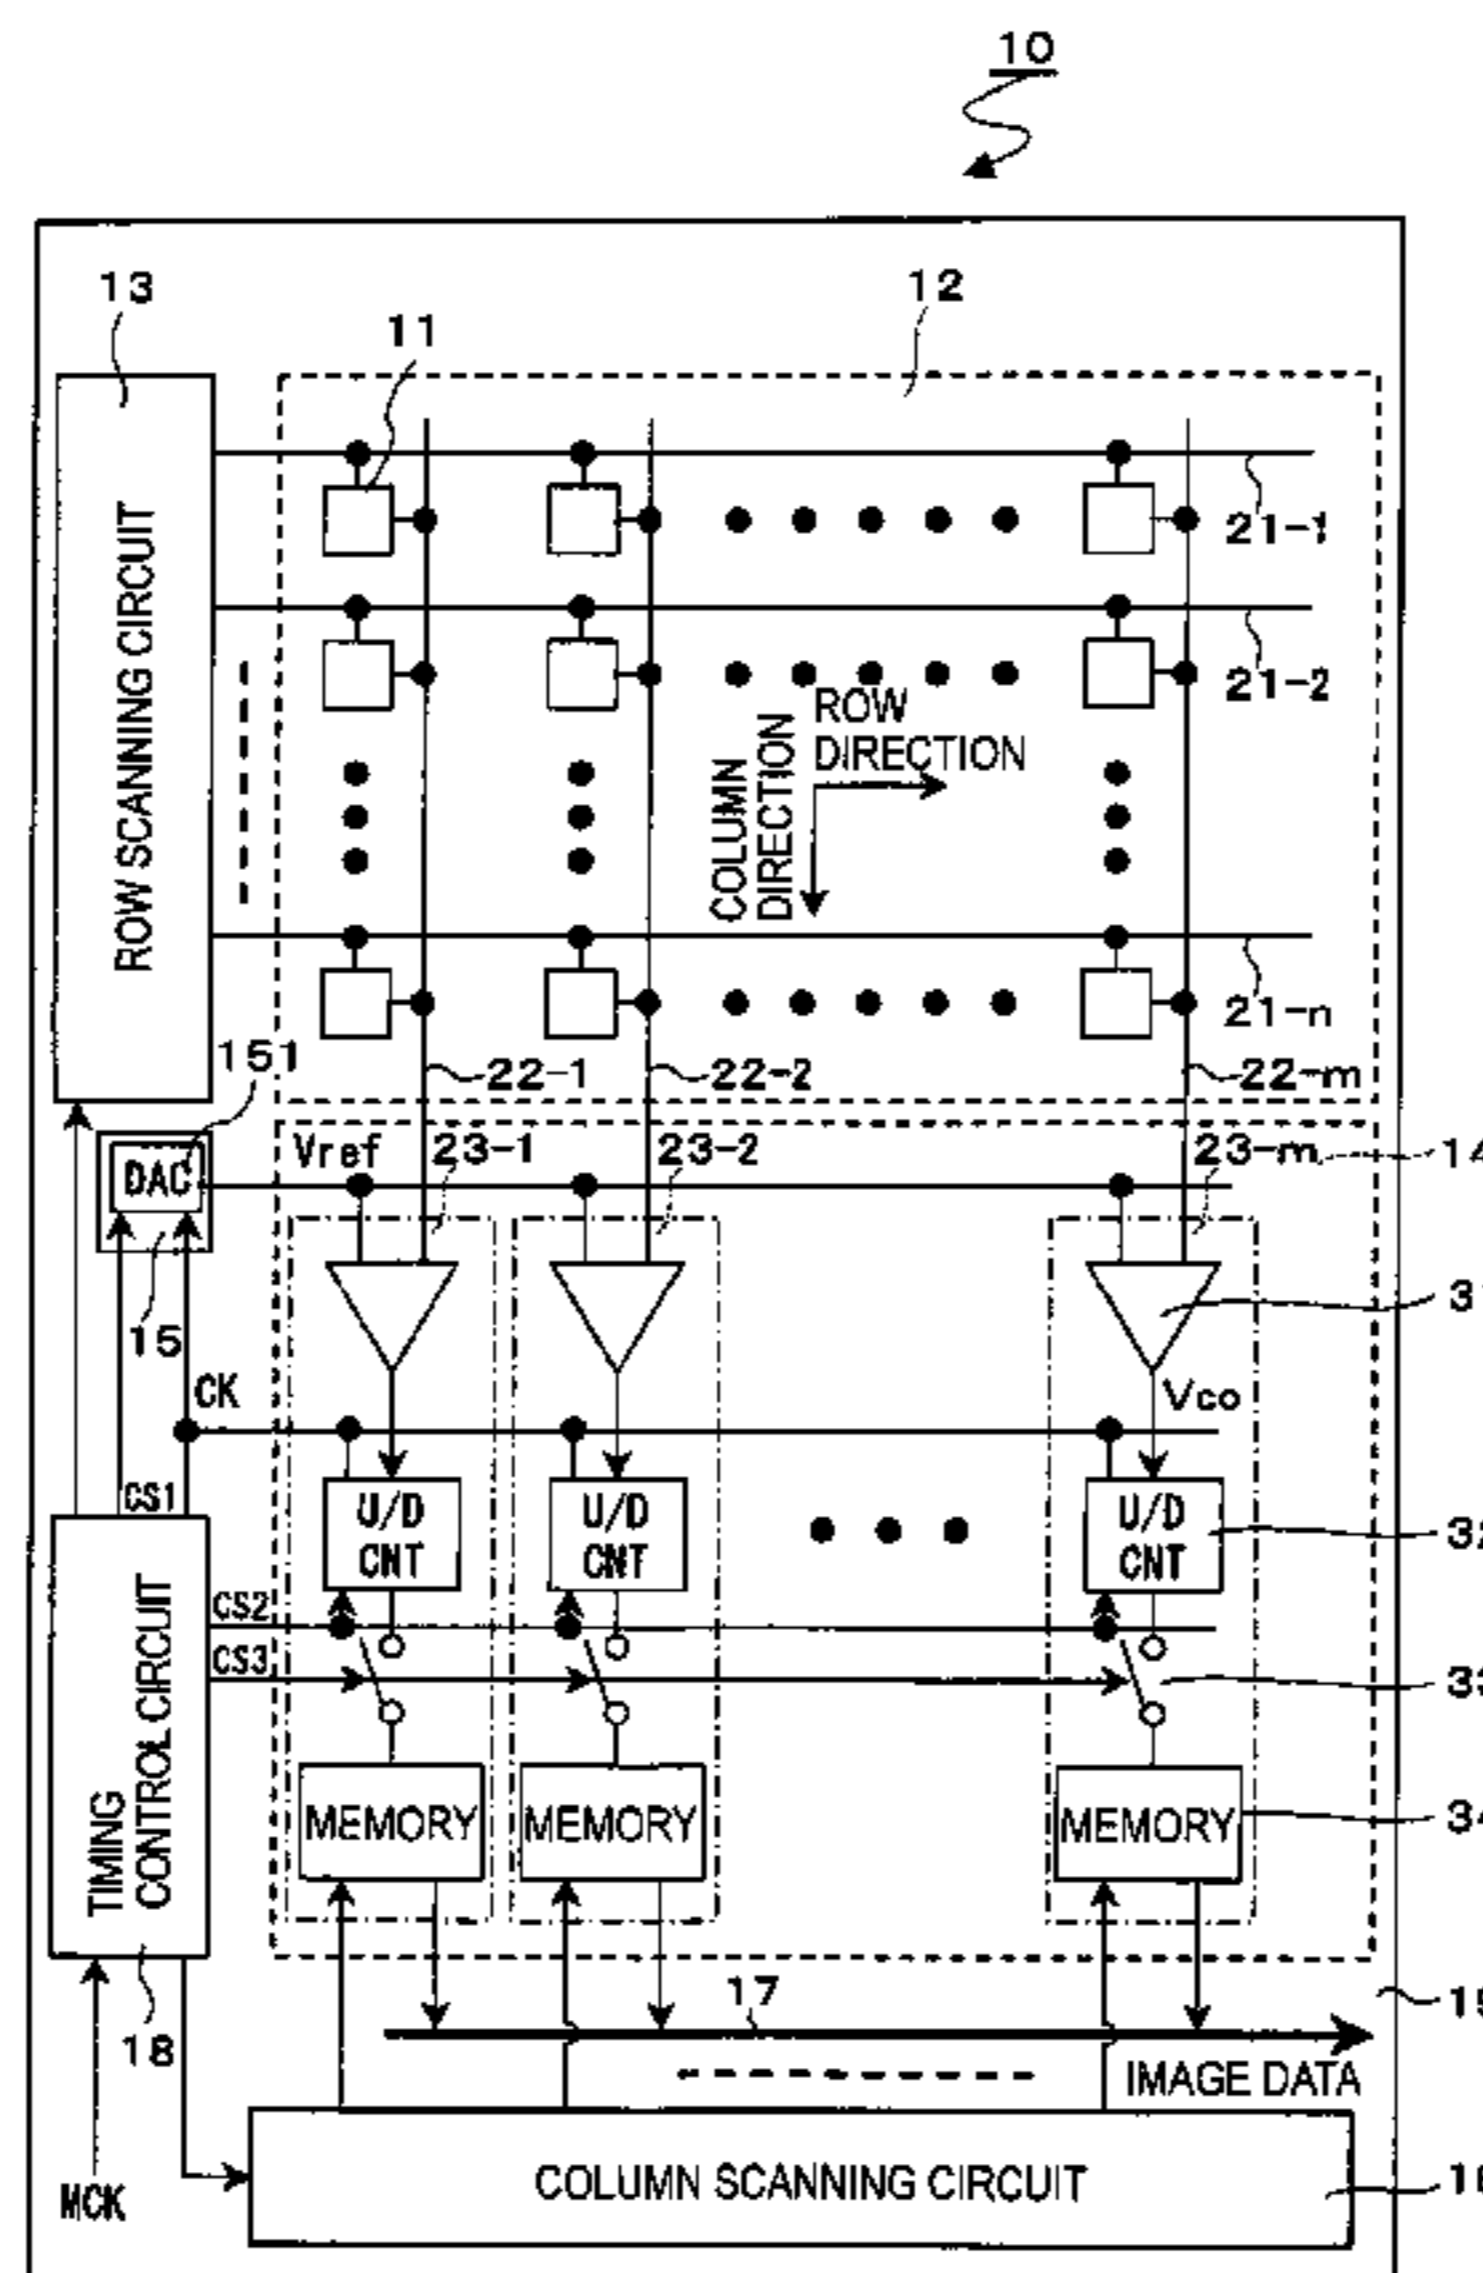 10
13
12
11
ROW SCANNING CIRCUIT
21-1
21-2
ROW
DIRECTION
COLUMN
DIRECTION
21-n
151
22-1
22-2
22-m
DAC
Vref
23-1
23-2
23-m
14
15
31
CK
Vco
CS1
U/D
CNT
U/D
CNT
U/D
CNT
CS2
CS3
TIMING
CONTROL CIRCUIT
MEMORY
MEMORY
MEMORY
18
17
IMAGE DATA
MCK
COLUMN SCANNING CIRCUIT